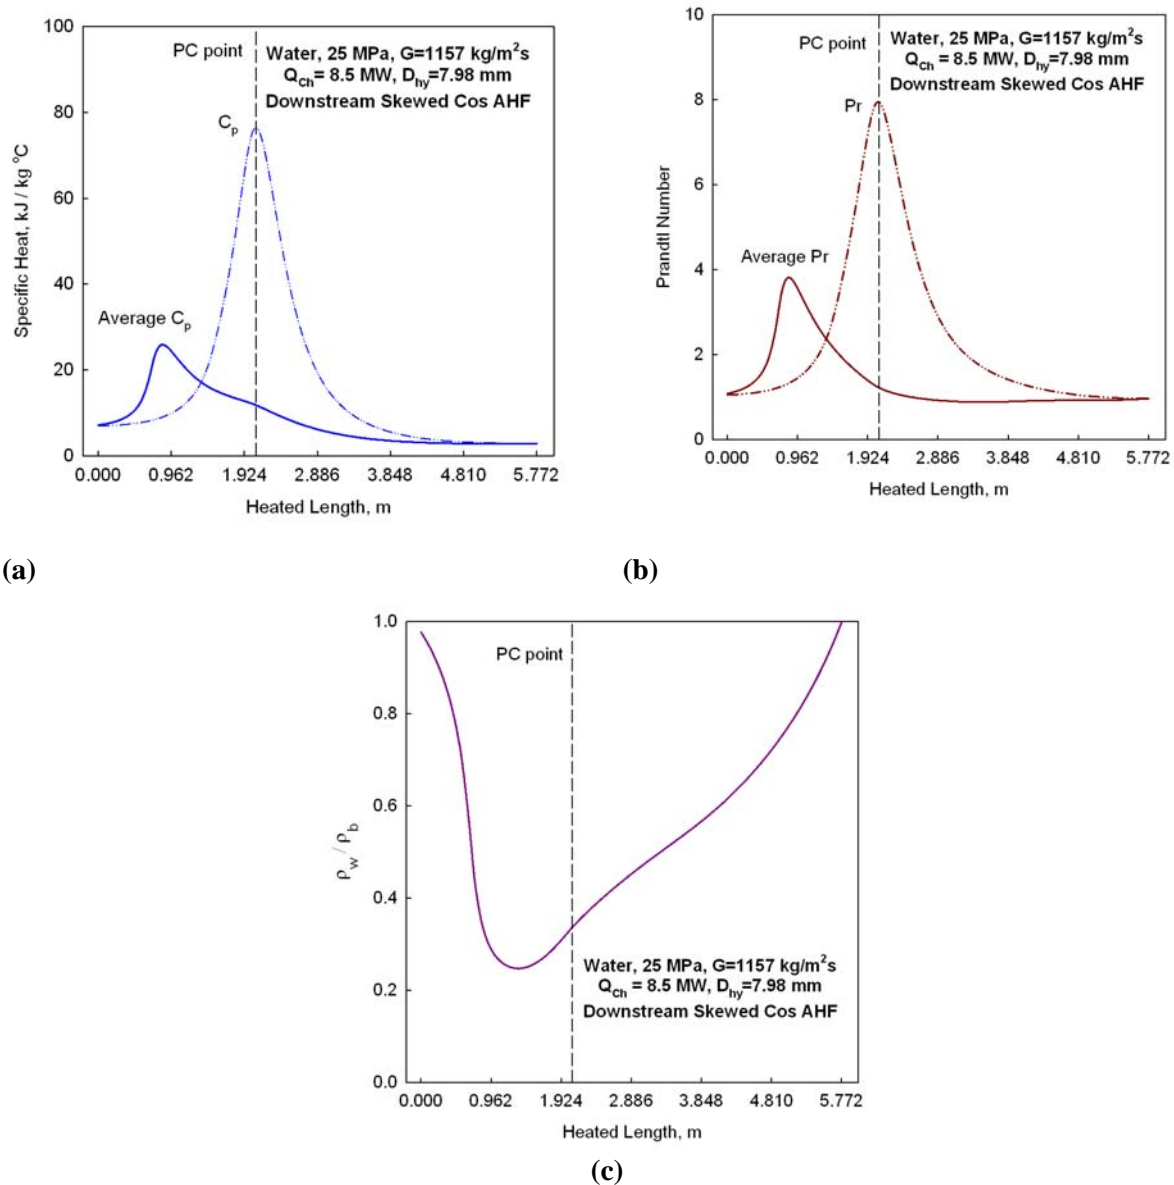 100
80
60
40
20
0
Specific Heat, kJ / kg °C
PC point
Water, 25 MPa, G=1157 kg/m²s
Q_Ch = 8.5 MW, D_hy=7.98 mm
Downstream Skewed Cos AHF
C_p
Average C_p
0.000 0.962 1.924 2.886 3.848 4.810 5.772
Heated Length, m
(a)
10
8
6
4
2
0
Prandtl Number
PC point
Water, 25 MPa, G=1157 kg/m²s
Q_Ch = 8.5 MW, D_hy=7.98 mm
Downstream Skewed Cos AHF
Pr
Average Pr
0.000 0.962 1.924 2.886 3.848 4.810 5.772
Heated Length, m
(b)
1.0
0.8
0.6
0.4
0.2
0.0
ρ_w / ρ_b
PC point
Water, 25 MPa, G=1157 kg/m²s
Q_Ch = 8.5 MW, D_hy=7.98 mm
Downstream Skewed Cos AHF
0.000 0.962 1.924 2.886 3.848 4.810 5.772
Heated Length, m
(c)